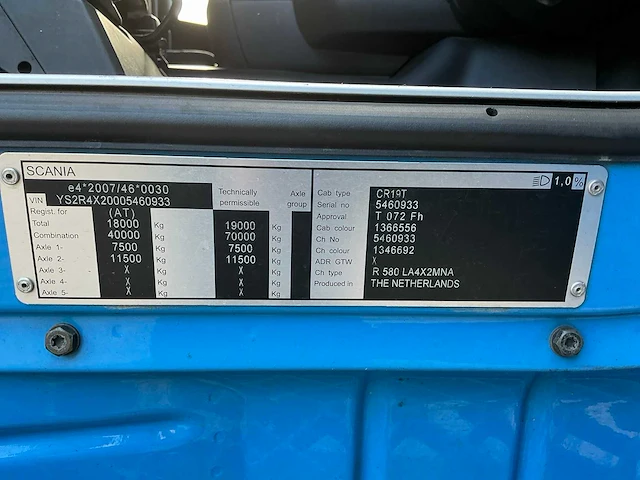 SCANIA 1,0%
e4*2007/46*0030 Technically permissible Axle group
VIN YS2R4X20005460933
Regist. for (AT)
Total 18000 Kg 19000 Kg
Combination 40000 Kg 70000 Kg
Axle 1- 7500 Kg 7500 Kg
Axle 2- 11500 Kg 11500 Kg
Axle 3- X Kg X Kg
Axle 4- X Kg X Kg
Axle 5- X Kg X Kg
Cab type CR19T
Serial no 5460933
Approval T 072 Fh
Cab colour 1366556
Ch No 5460933
Ch colour 1346692
ADR GTW X
Ch type R 580 LA4X2MNA
Produced in THE NETHERLANDS